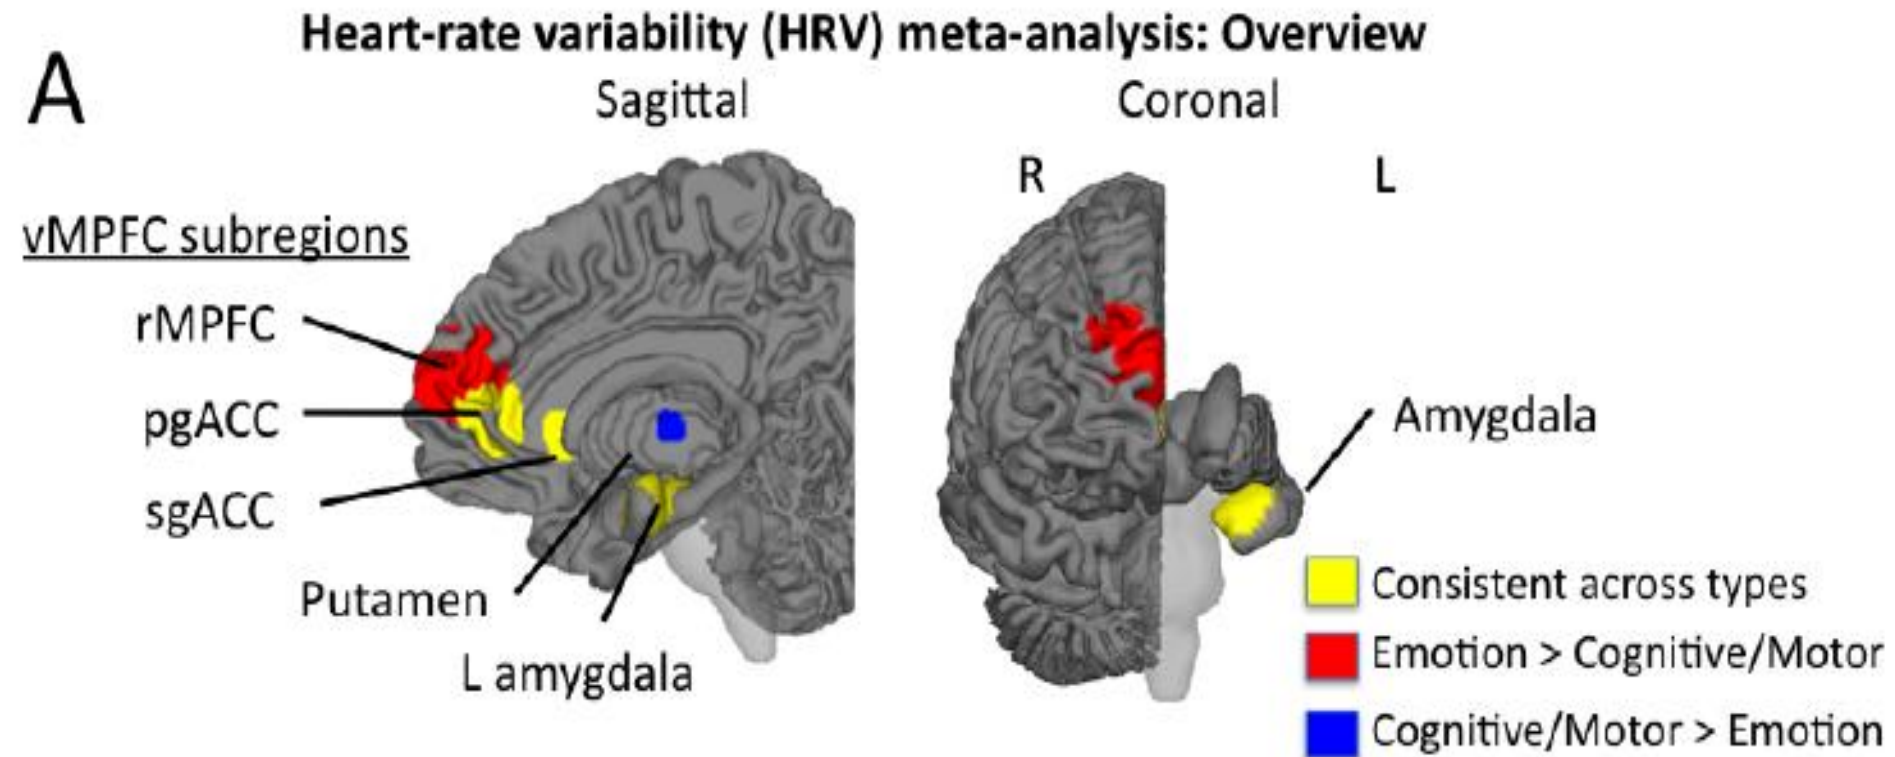 Heart-rate variability (HRV) meta-analysis: Overview
A
Sagittal
Coronal
R
L
vMPFC subregions
rMPFC
pgACC
sgACC
Putamen
L amygdala
Amygdala
Consistent across types
Emotion > Cognitive/Motor
Cognitive/Motor > Emotion